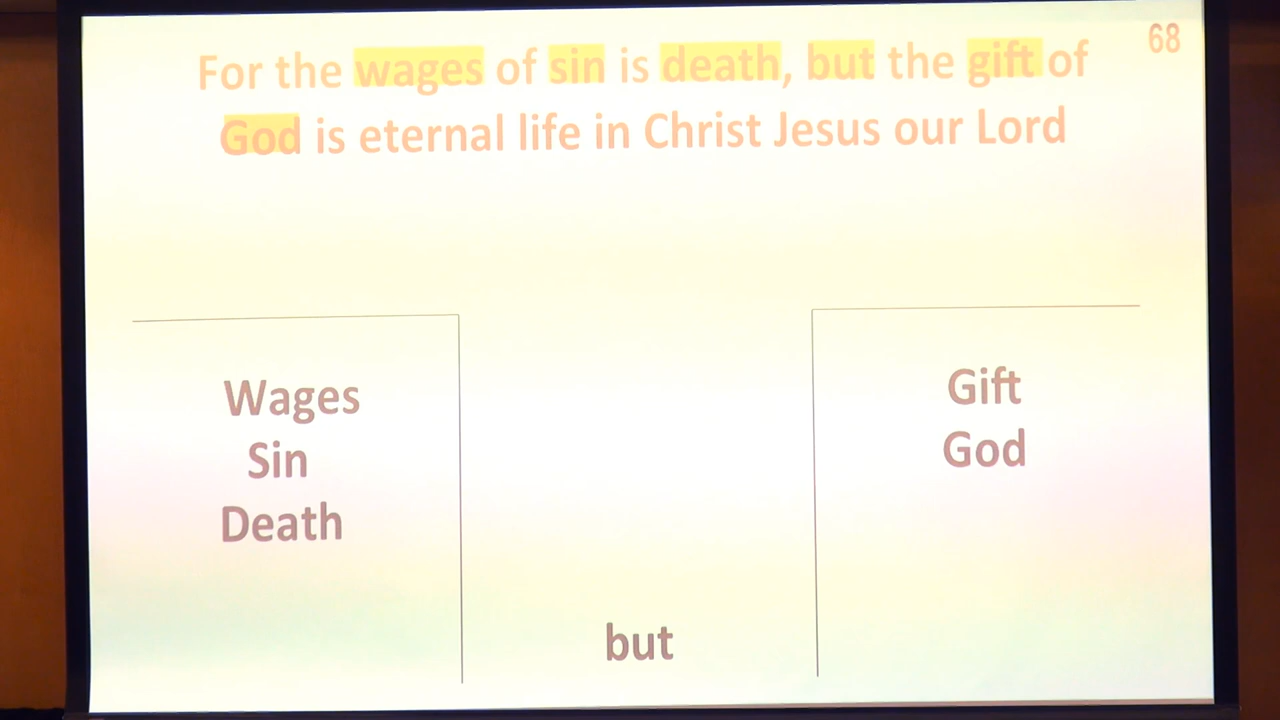 68
For the wages of sin is death, but the gift of
God is eternal life in Christ Jesus our Lord
Wages
Sin
Death
but
Gift
God